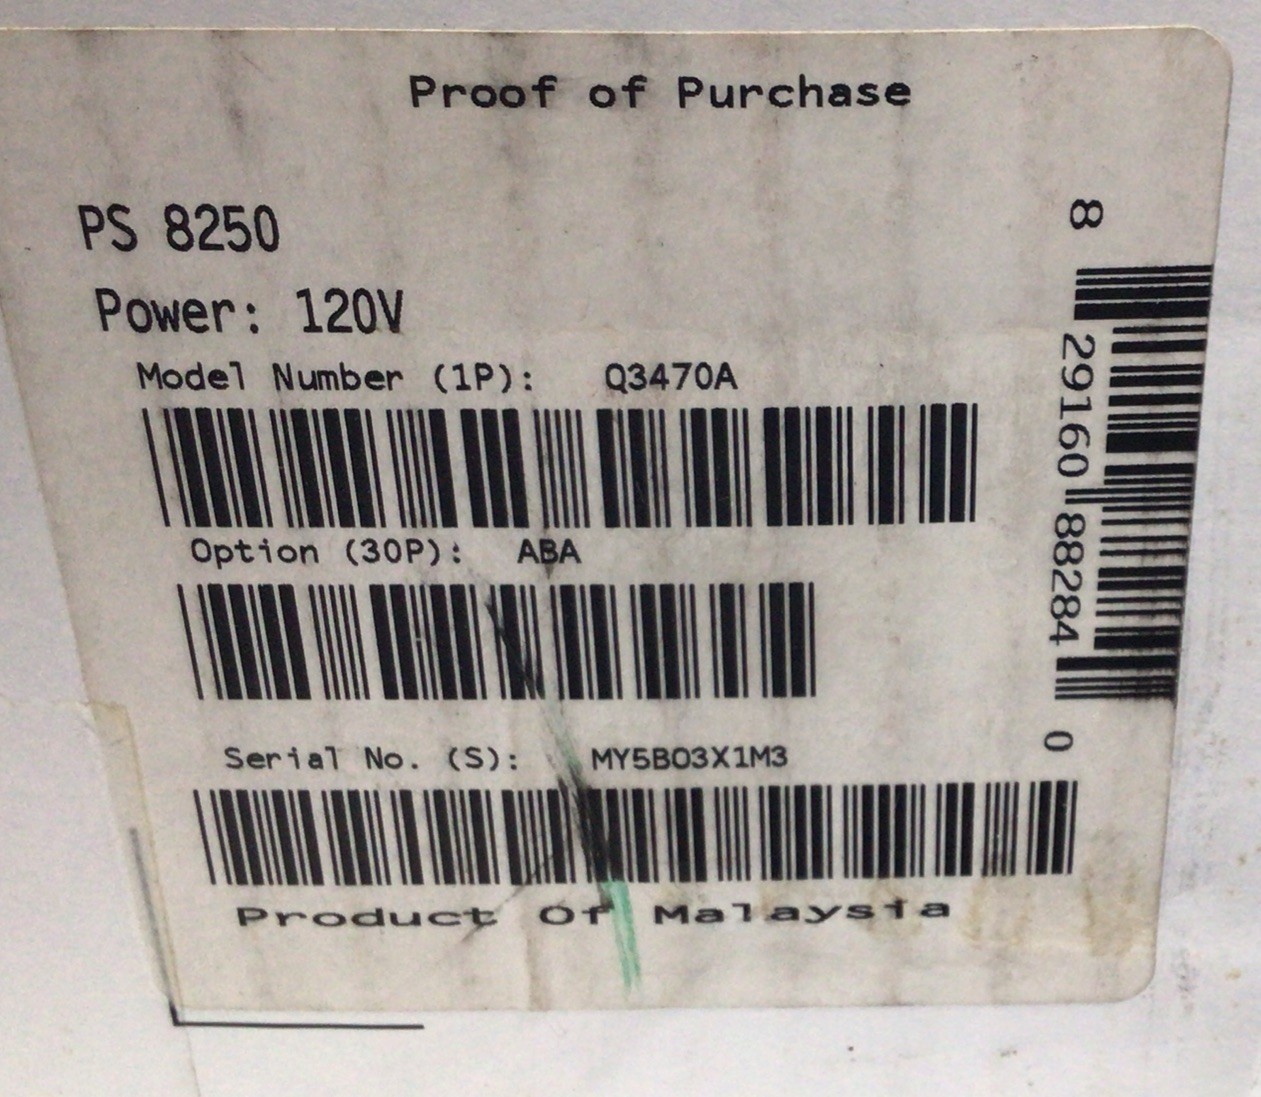 Proof of Purchase
PS 8250
Power: 120V
Model Number (1P): Q3470A
Option (30P): ABA
Serial No. (S): MY5BO3X1M3
Product Of Malaysia
8 29160 88284 0